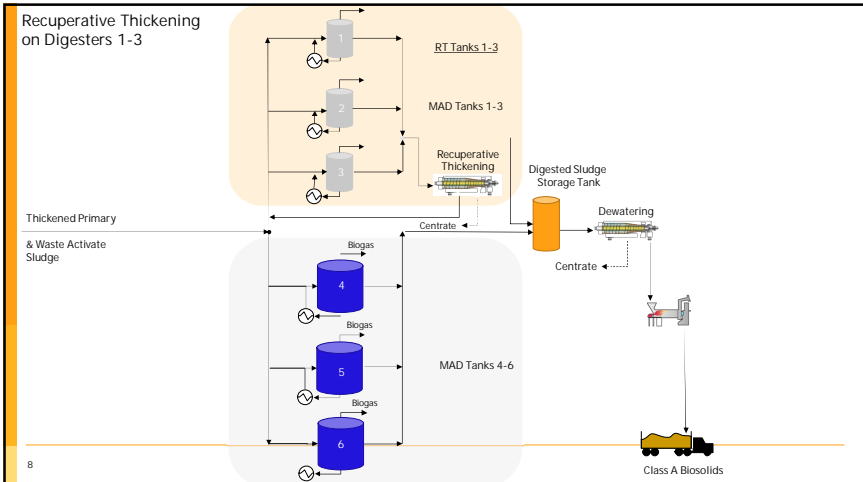 Recuperative Thickening
on Digesters 1-3
1
RT Tanks 1-3
2
MAD Tanks 1-3
3
Recuperative
Thickening
Digested Sludge
Storage Tank
Thickened Primary
& Waste Activate
Sludge
Centrate
Dewatering
Centrate
Biogas
4
Biogas
5
MAD Tanks 4-6
Biogas
6
Class A Biosolids
8